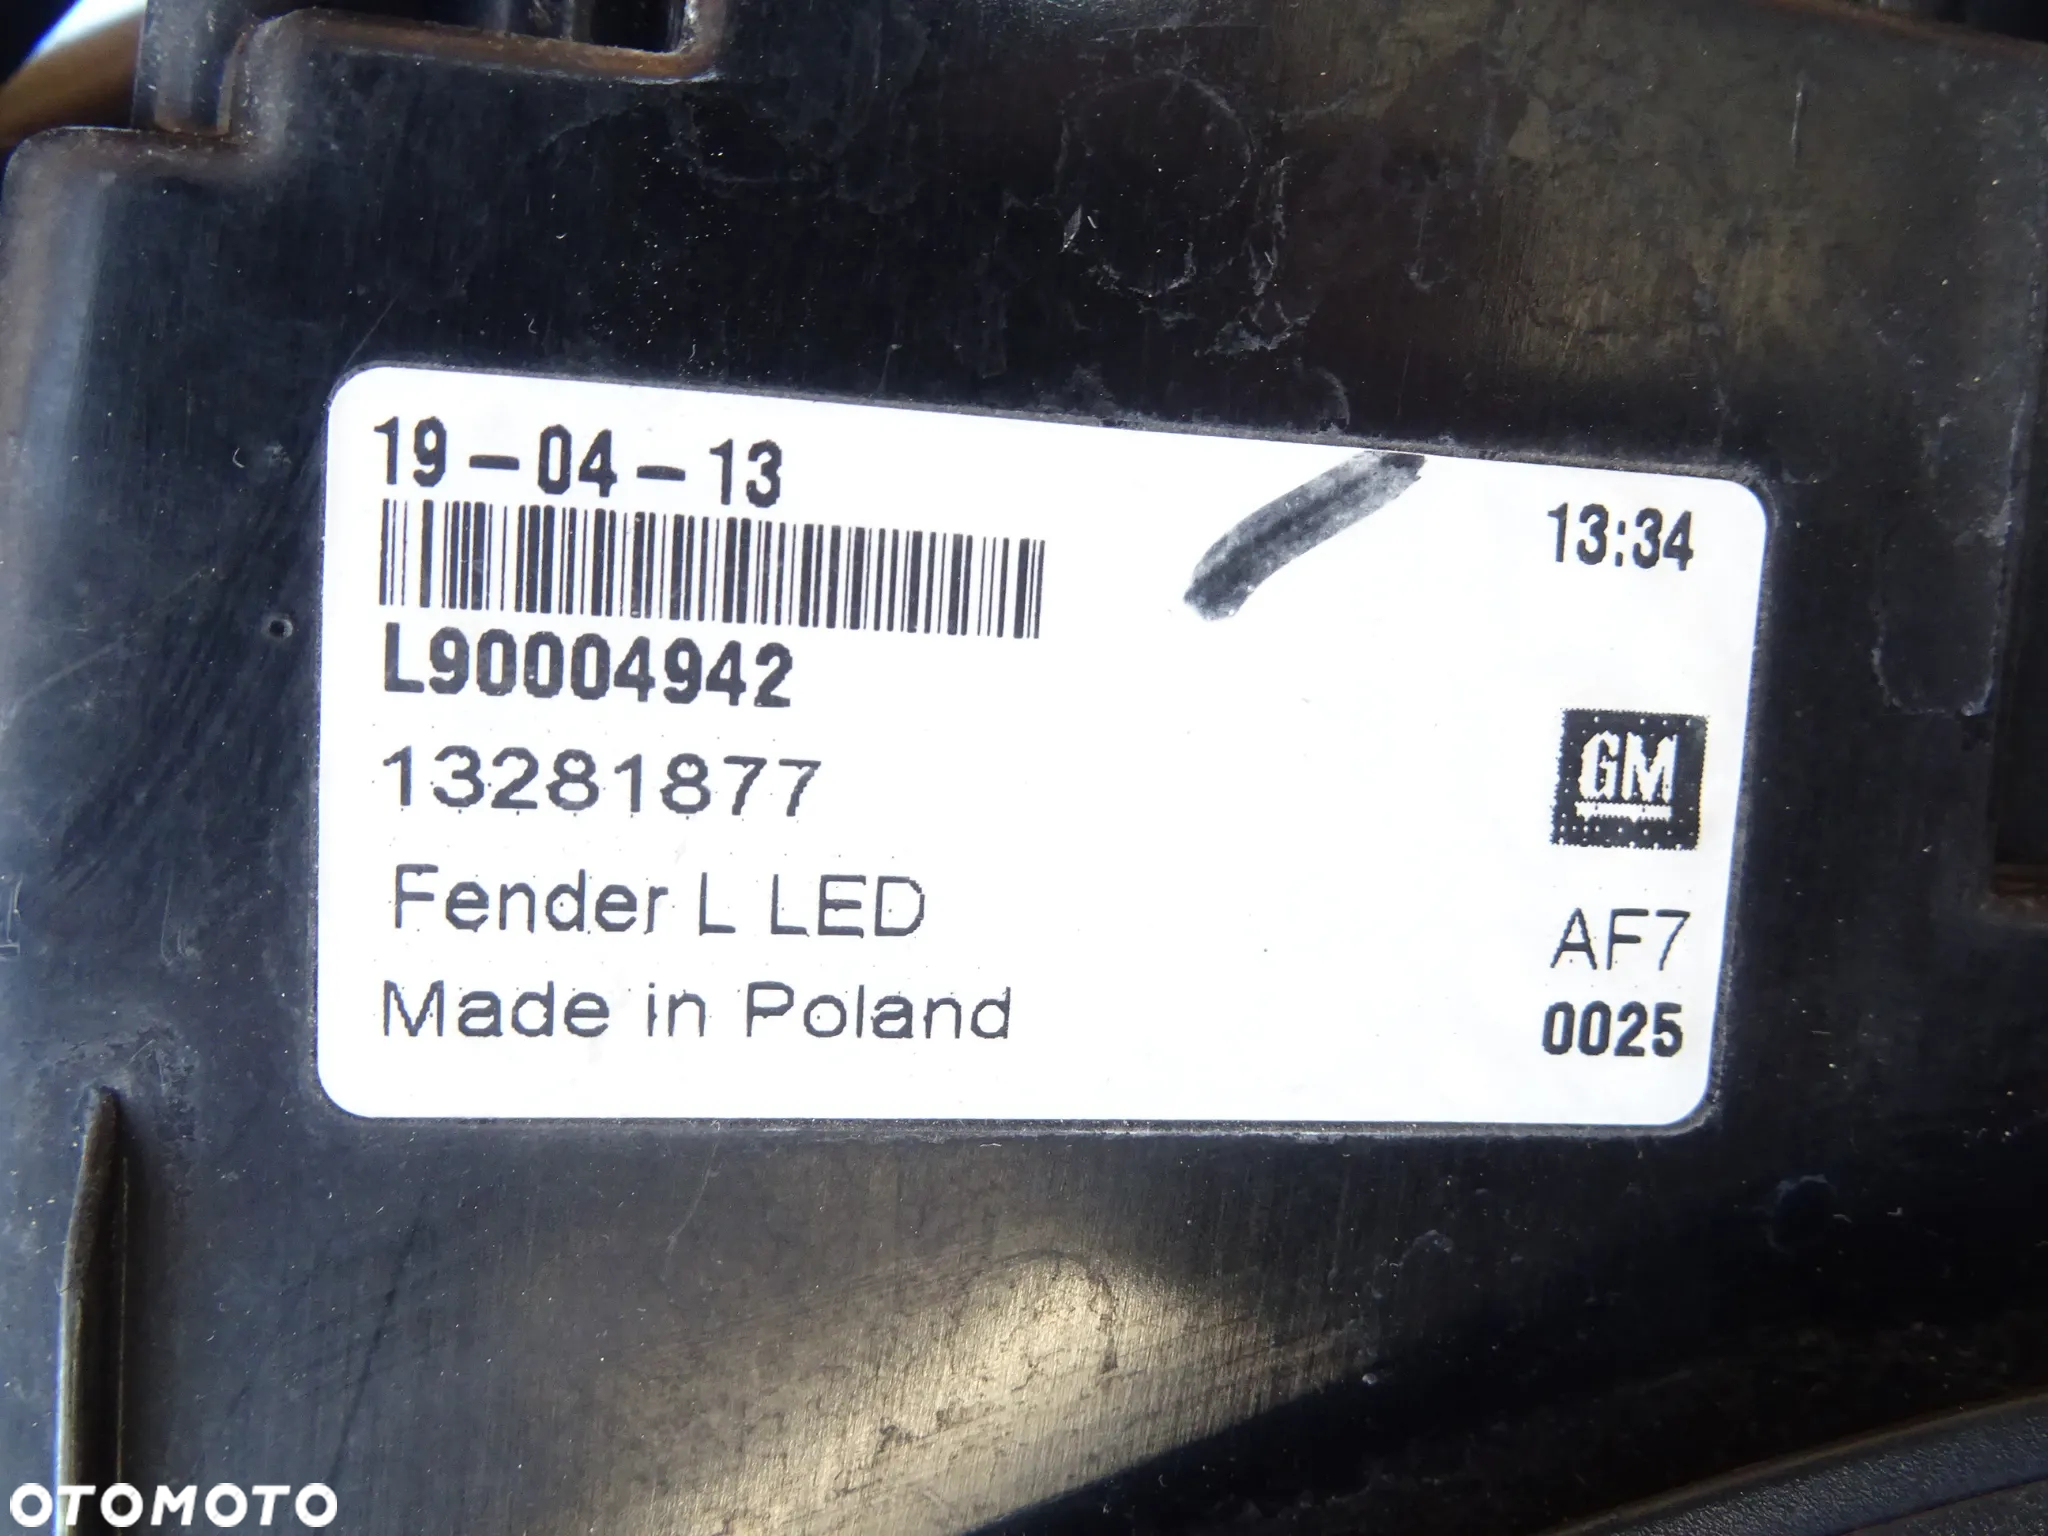 19-04-13
13:34
L90004942
13281877
GM
Fender L LED
AF7
Made in Poland
0025
OTOMOTO